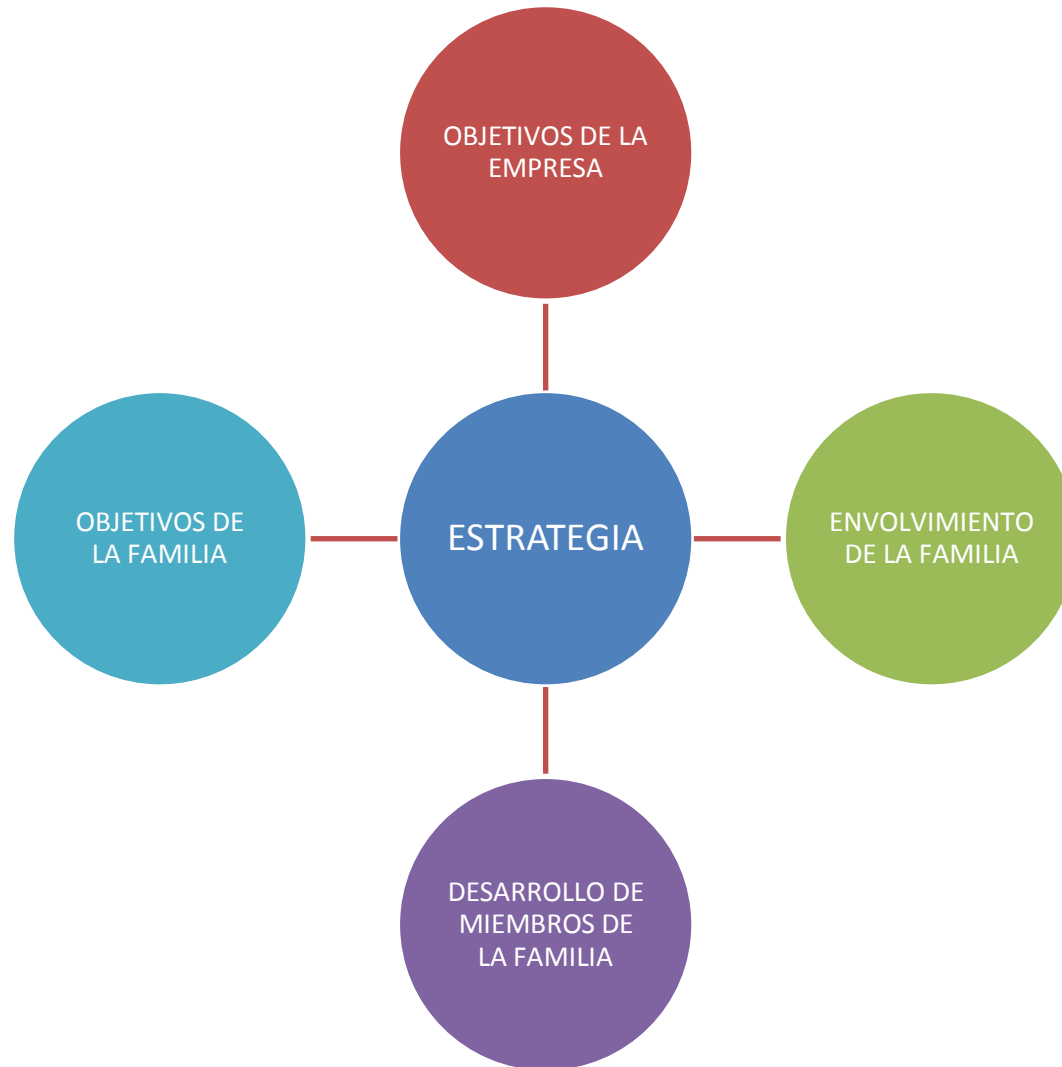 OBJETIVOS DE LA
EMPRESA
OBJETIVOS DE
LA FAMILIA
ESTRATEGIA
ENVOLVIMIENTO
DE LA FAMILIA
DESARROLLO DE
MIEMBROS DE
LA FAMILIA